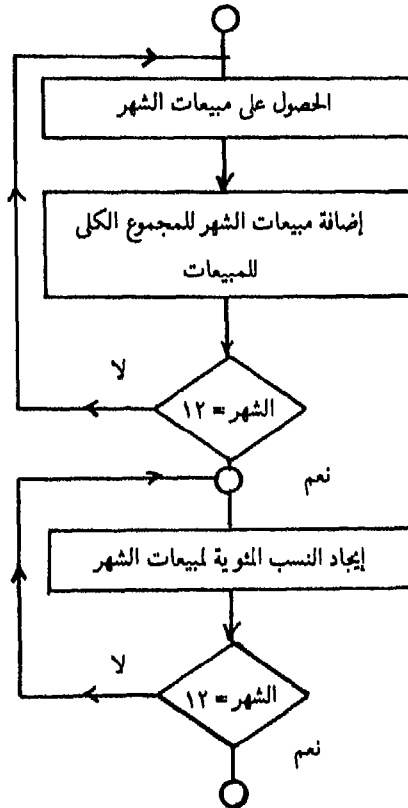 الحصول على مبيعات الشهر
إضافة مبيعات الشهر للمجموع الكلى
للمبيعات
لا
الشهر = ١٢
نعم
إيجاد النسب المئوية لمبيعات الشهر
لا
الشهر = ١٢
نعم